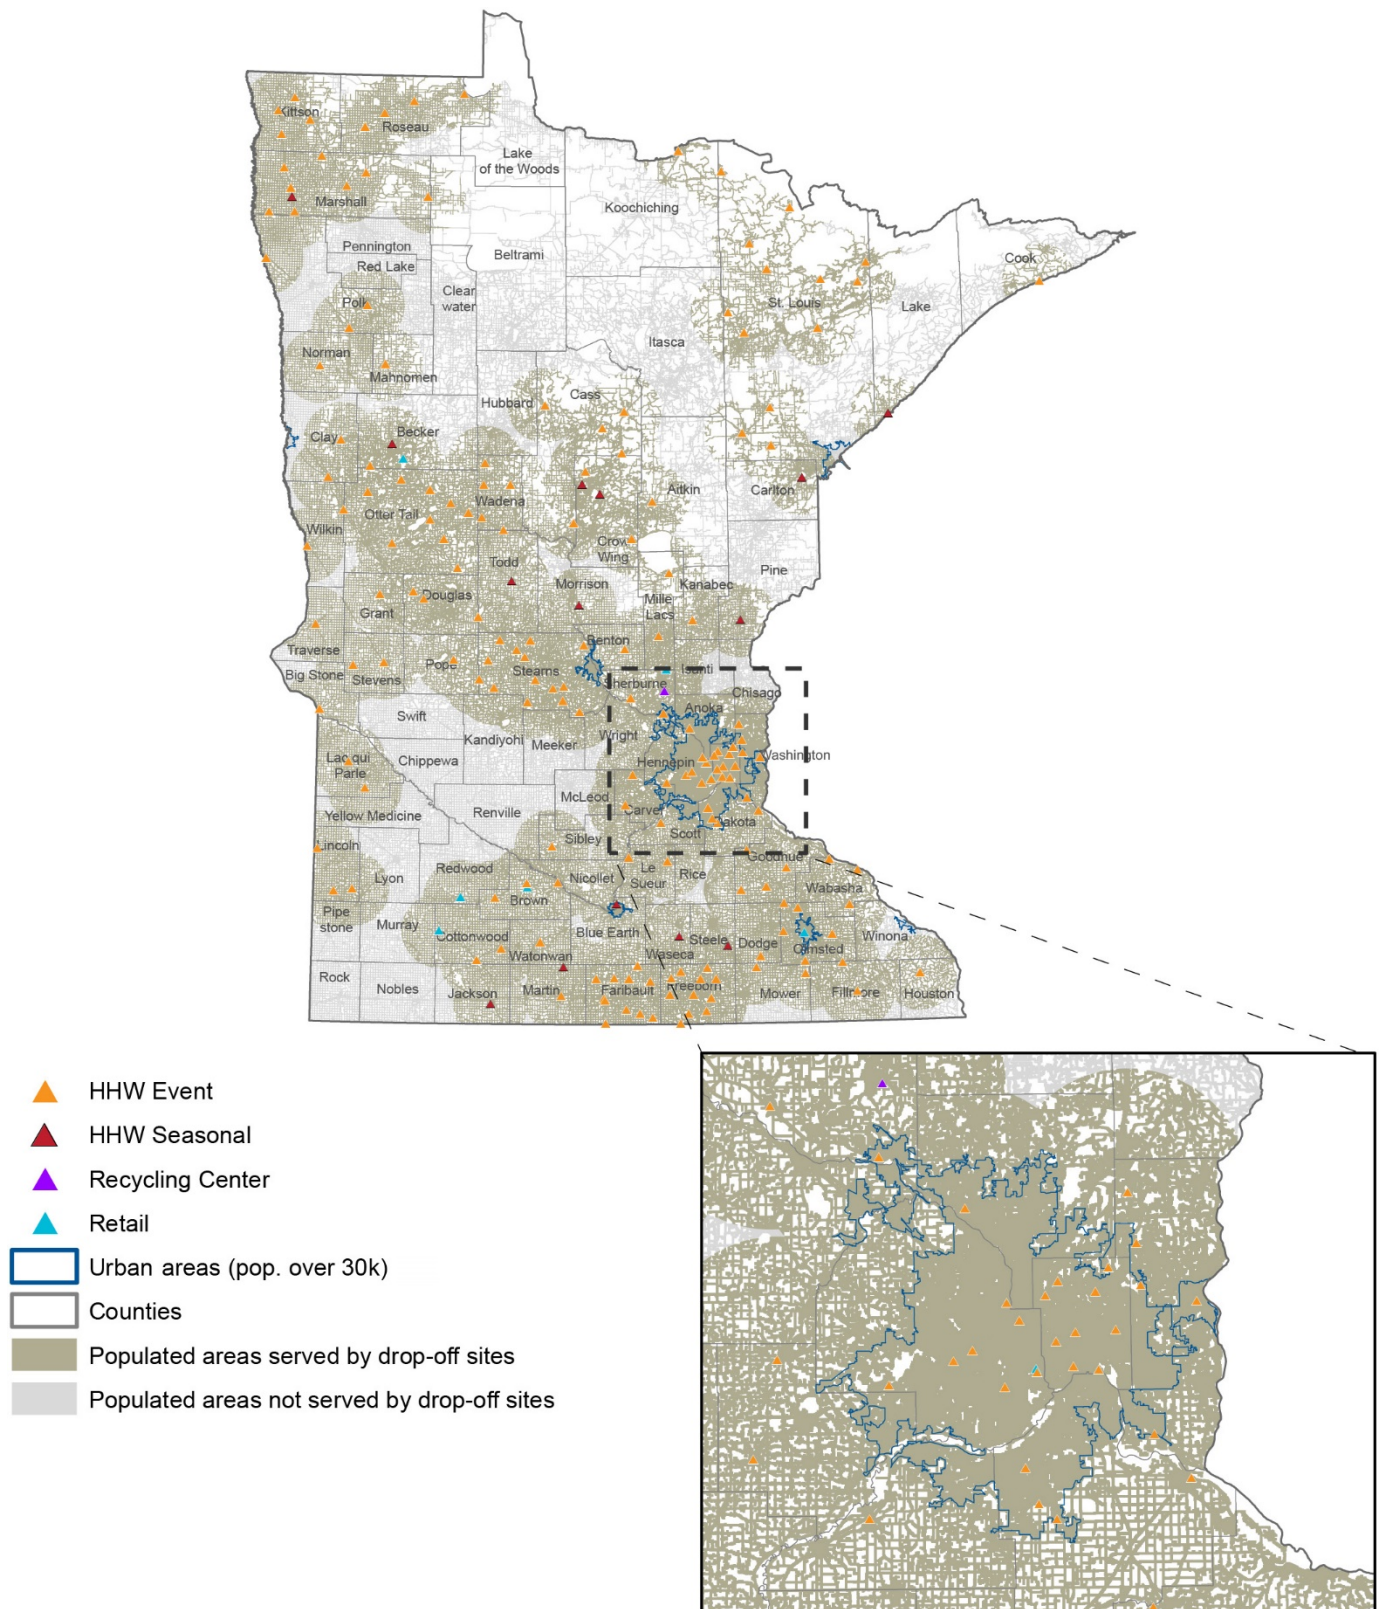 Kittson
Roseau
Lake
of the Woods
Marshall
Koochiching
Pennington
Red Lake
Beltrami
Clear
water
Cook
Polk
St. Louis
Lake
Itasca
Norman
Mahnomen
Hubbard
Cass
Clay
Becker
Wadena
Aitkin
Carlton
Otter Tail
Wilkin
Crow
Wing
Todd
Pine
Morrison
Kanabec
Mille
Lacs
Grant
Douglas
Benton
Traverse
Big Stone
Stevens
Pope
Stearns
Isanti
Sherburne
Chisago
Anoka
Swift
Wright
Kandiyohi
Meeker
Washington
Hennepin
Lac qui
Parle
Chippewa
McLeod
Carver
Renville
Yellow Medicine
Scott
Dakota
Sibley
Lincoln
Goodhue
Redwood
Lyon
Nicollet
Le
Sueur
Rice
Wabasha
Brown
Pipe
stone
Murray
Cottonwood
Blue Earth
Steele
Dodge
Olmsted
Winona
Watonwan
Waseca
Rock
Nobles
Jackson
Martin
Faribault
Freeborn
Mower
Fillmore
Houston
HHW Event
HHW Seasonal
Recycling Center
Retail
Urban areas (pop. over 30k)
Counties
Populated areas served by drop-off sites
Populated areas not served by drop-off sites